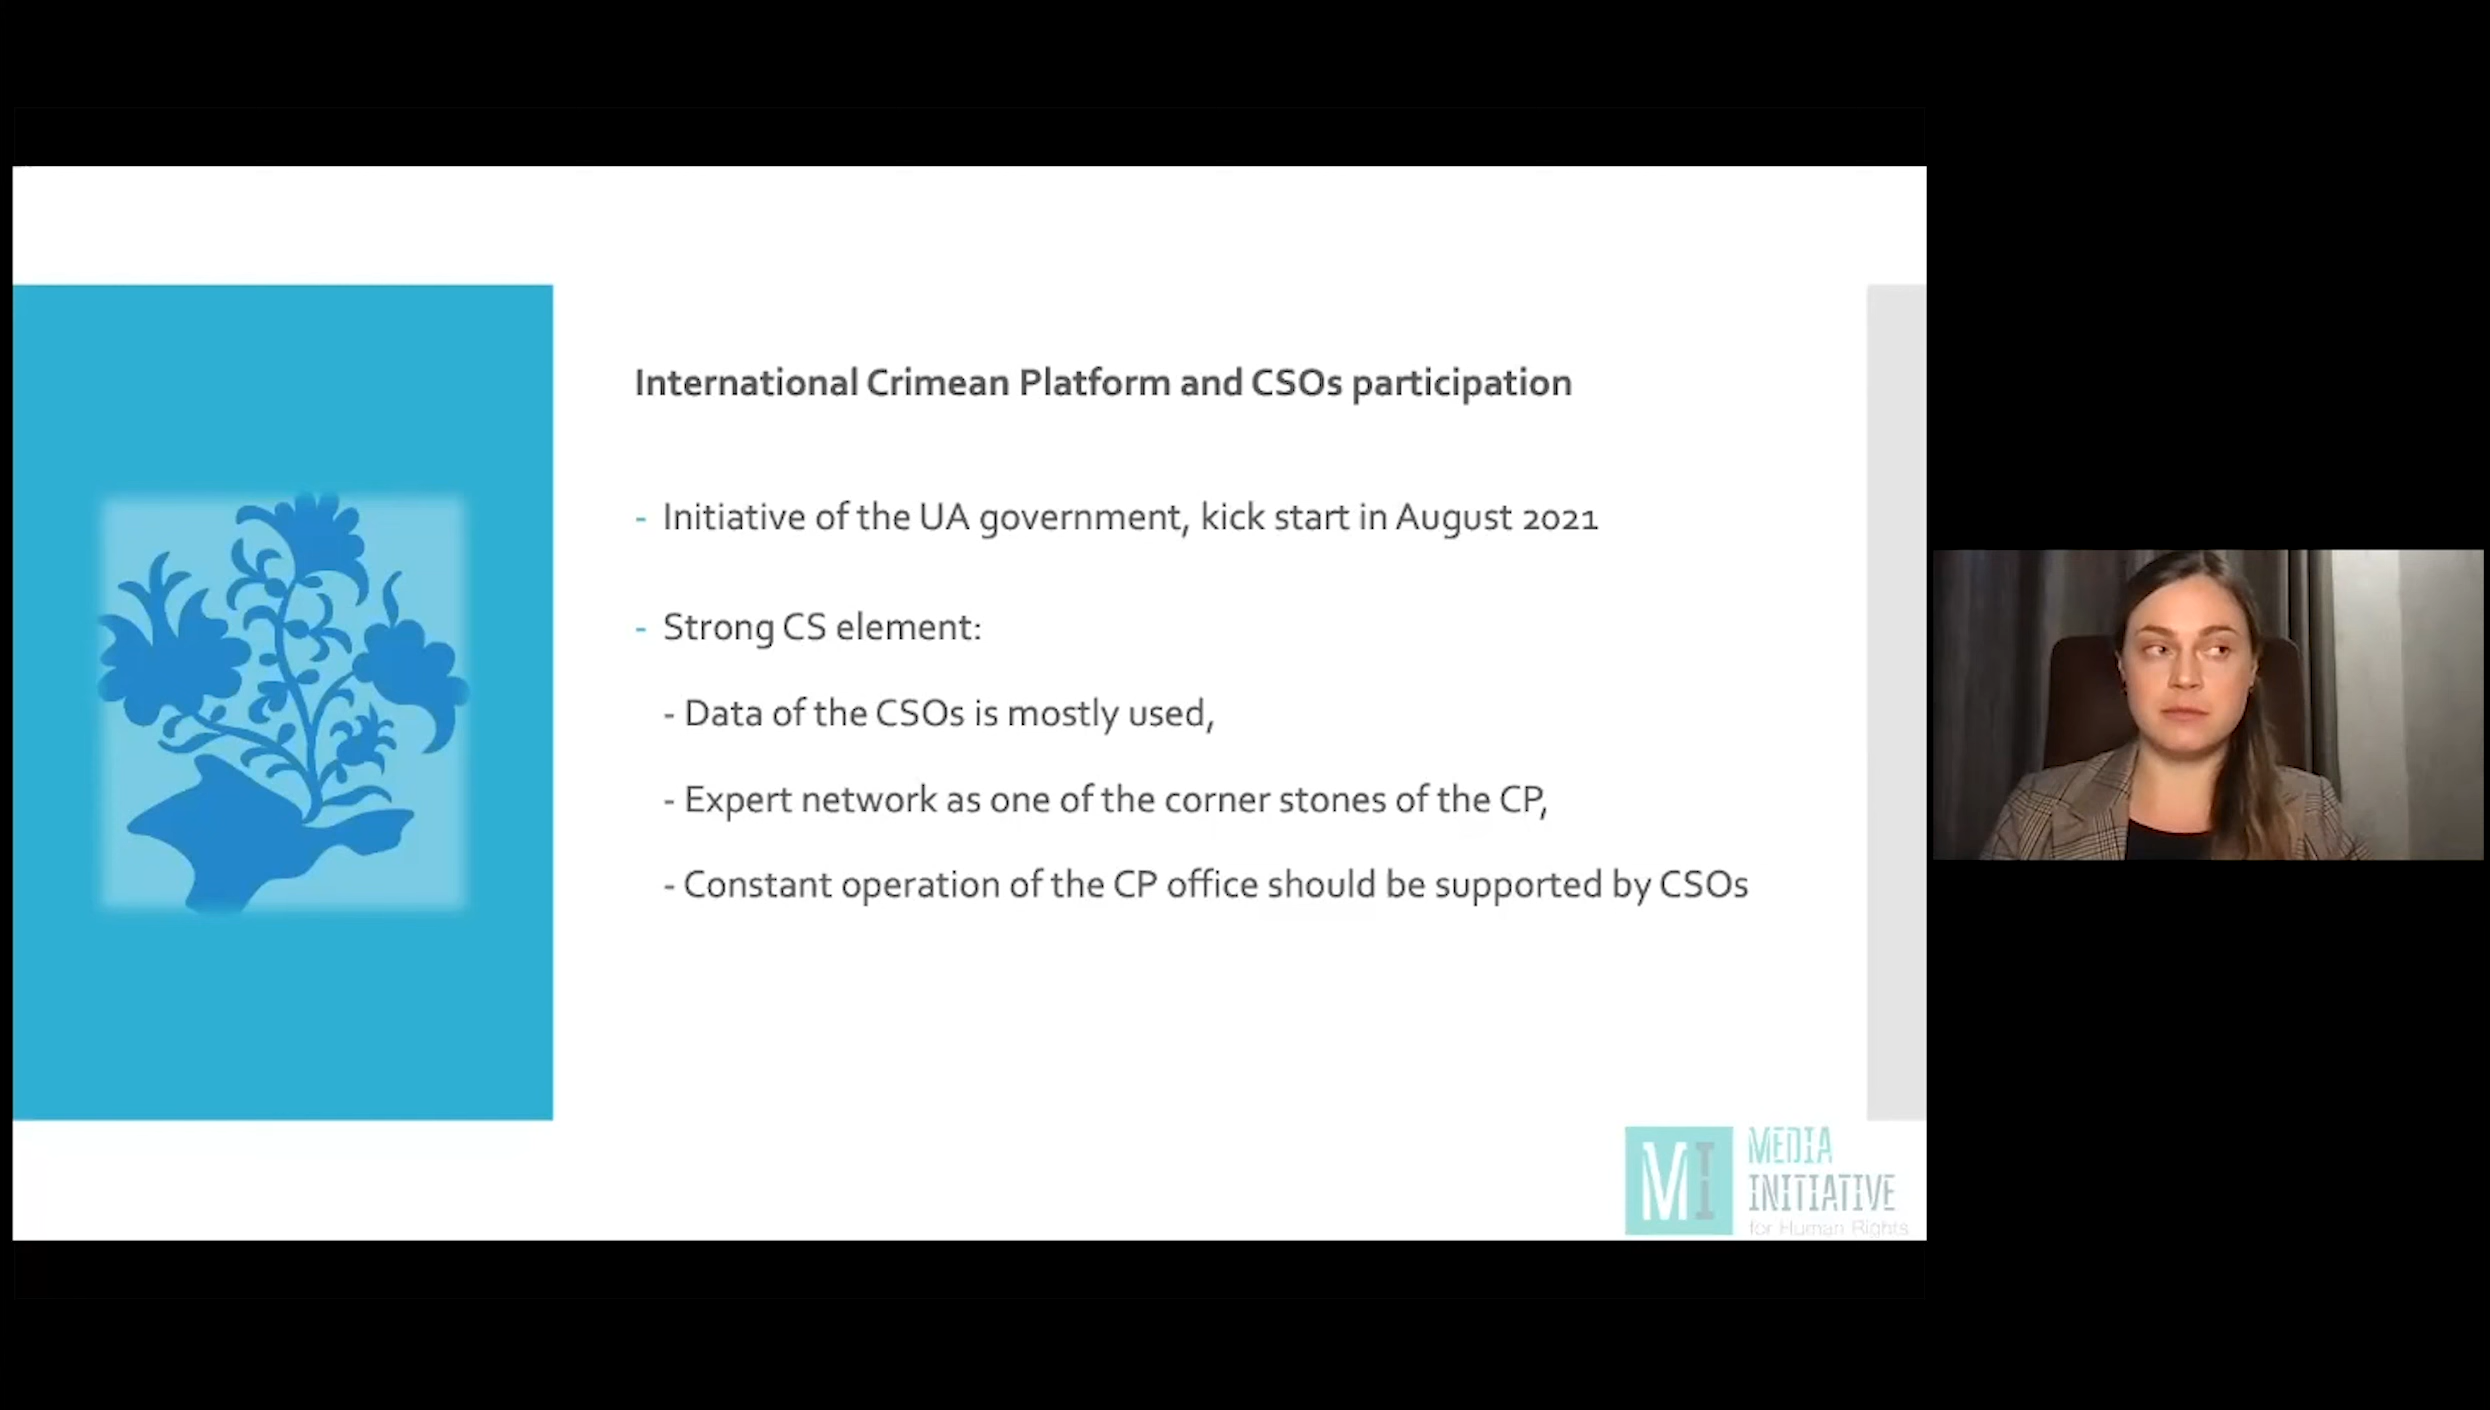 International Crimean Platform and CSOs participation
- Initiative of the UA government, kick start in August 2021
- Strong CS element:
- Data of the CSOs is mostly used,
- Expert network as one of the corner stones of the CP,
- Constant operation of the CP office should be supported by CSOs
MI
MEDIA
INITIATIVE
for Human Rights